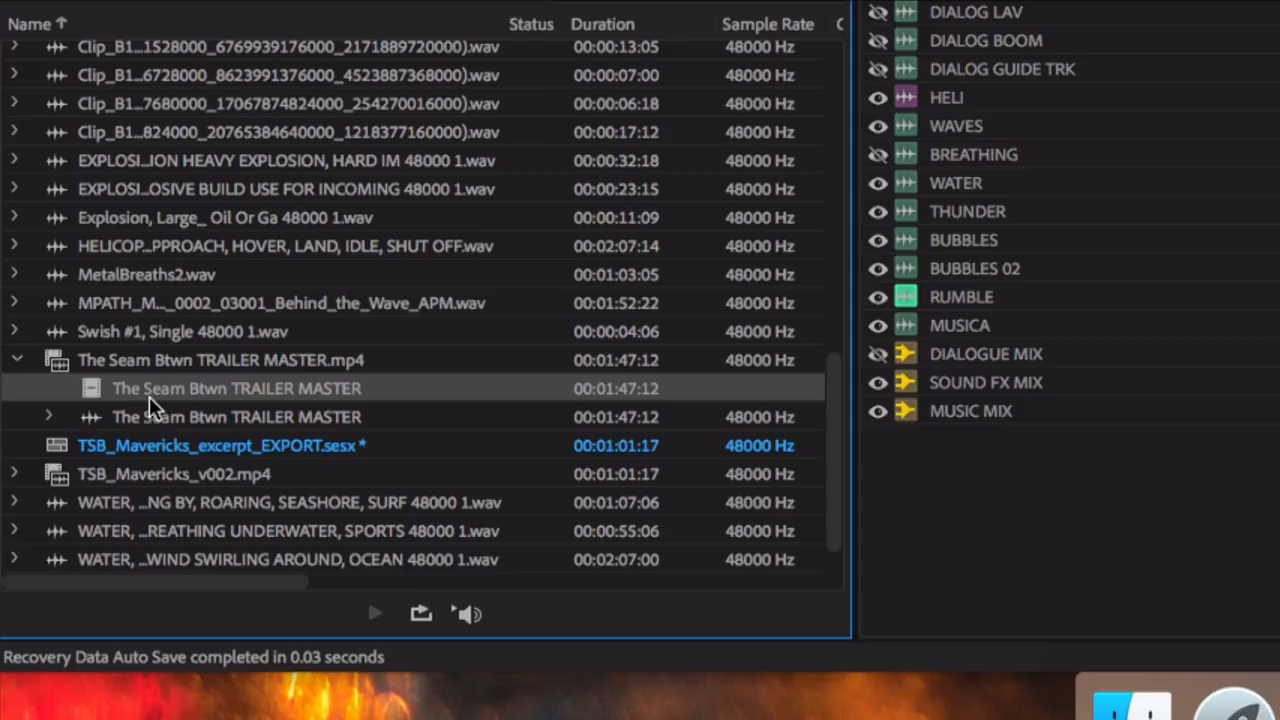 Name Status Duration Sample Rate C
Clip_B1...1528000_6769939176000_2171889720000).wav 00:00:13:05 48000 Hz
Clip_B1...6728000_8623991376000_4523887368000).wav 00:00:07:00 48000 Hz
Clip_B1...7680000_17067874824000_254270016000).wav 00:00:06:18 48000 Hz
Clip_B1...824000_20765384640000_1218377160000).wav 00:00:17:12 48000 Hz
EXPLOSI...ION HEAVY EXPLOSION, HARD IM 48000 1.wav 00:00:32:18 48000 Hz
EXPLOSI...OSIVE BUILD USE FOR INCOMING 48000 1.wav 00:00:23:15 48000 Hz
Explosion, Large_ Oil Or Ga 48000 1.wav 00:00:11:09 48000 Hz
HELICOP...PPROACH, HOVER, LAND, IDLE, SHUT OFF.wav 00:02:07:14 48000 Hz
MetalBreaths2.wav 00:01:03:05 48000 Hz
MPATH_M..._0002_03001_Behind_the_Wave_APM.wav 00:01:52:22 48000 Hz
Swish #1, Single 48000 1.wav 00:00:04:06 48000 Hz
The Seam Btwn TRAILER MASTER.mp4 00:01:47:12 48000 Hz
The Seam Btwn TRAILER MASTER 00:01:47:12
The Seam Btwn TRAILER MASTER 00:01:47:12 48000 Hz
TSB_Mavericks_excerpt_EXPORT.sesx * 00:01:01:17 48000 Hz
TSB_Mavericks_v002.mp4 00:01:01:17 48000 Hz
WATER, ...NG BY, ROARING, SEASHORE, SURF 48000 1.wav 00:01:07:06 48000 Hz
WATER, ...REATHING UNDERWATER, SPORTS 48000 1.wav 00:00:55:06 48000 Hz
WATER, ...WIND SWIRLING AROUND, OCEAN 48000 1.wav 00:02:07:00 48000 Hz
Recovery Data Auto Save completed in 0.03 seconds
DIALOG LAV
DIALOG BOOM
DIALOG GUIDE TRK
HELI
WAVES
BREATHING
WATER
THUNDER
BUBBLES
BUBBLES 02
RUMBLE
MUSICA
DIALOGUE MIX
SOUND FX MIX
MUSIC MIX